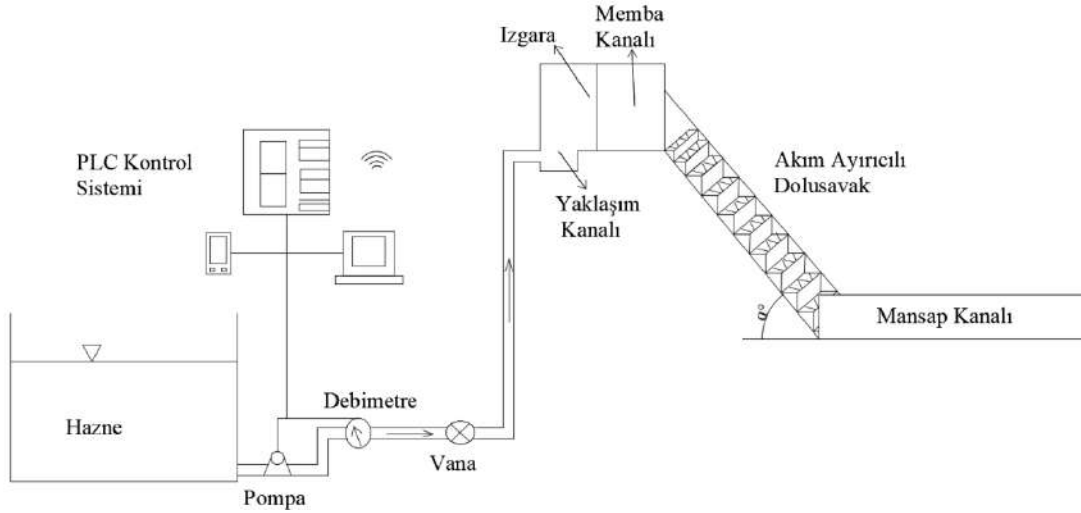 Memba
Kanalı
Izgara
PLC Kontrol
Sistemi
Akım Ayırıcılı
Dolusavak
Yaklaşım
Kanalı
α°
Mansap Kanalı
Debimetre
Hazne
Vana
Pompa